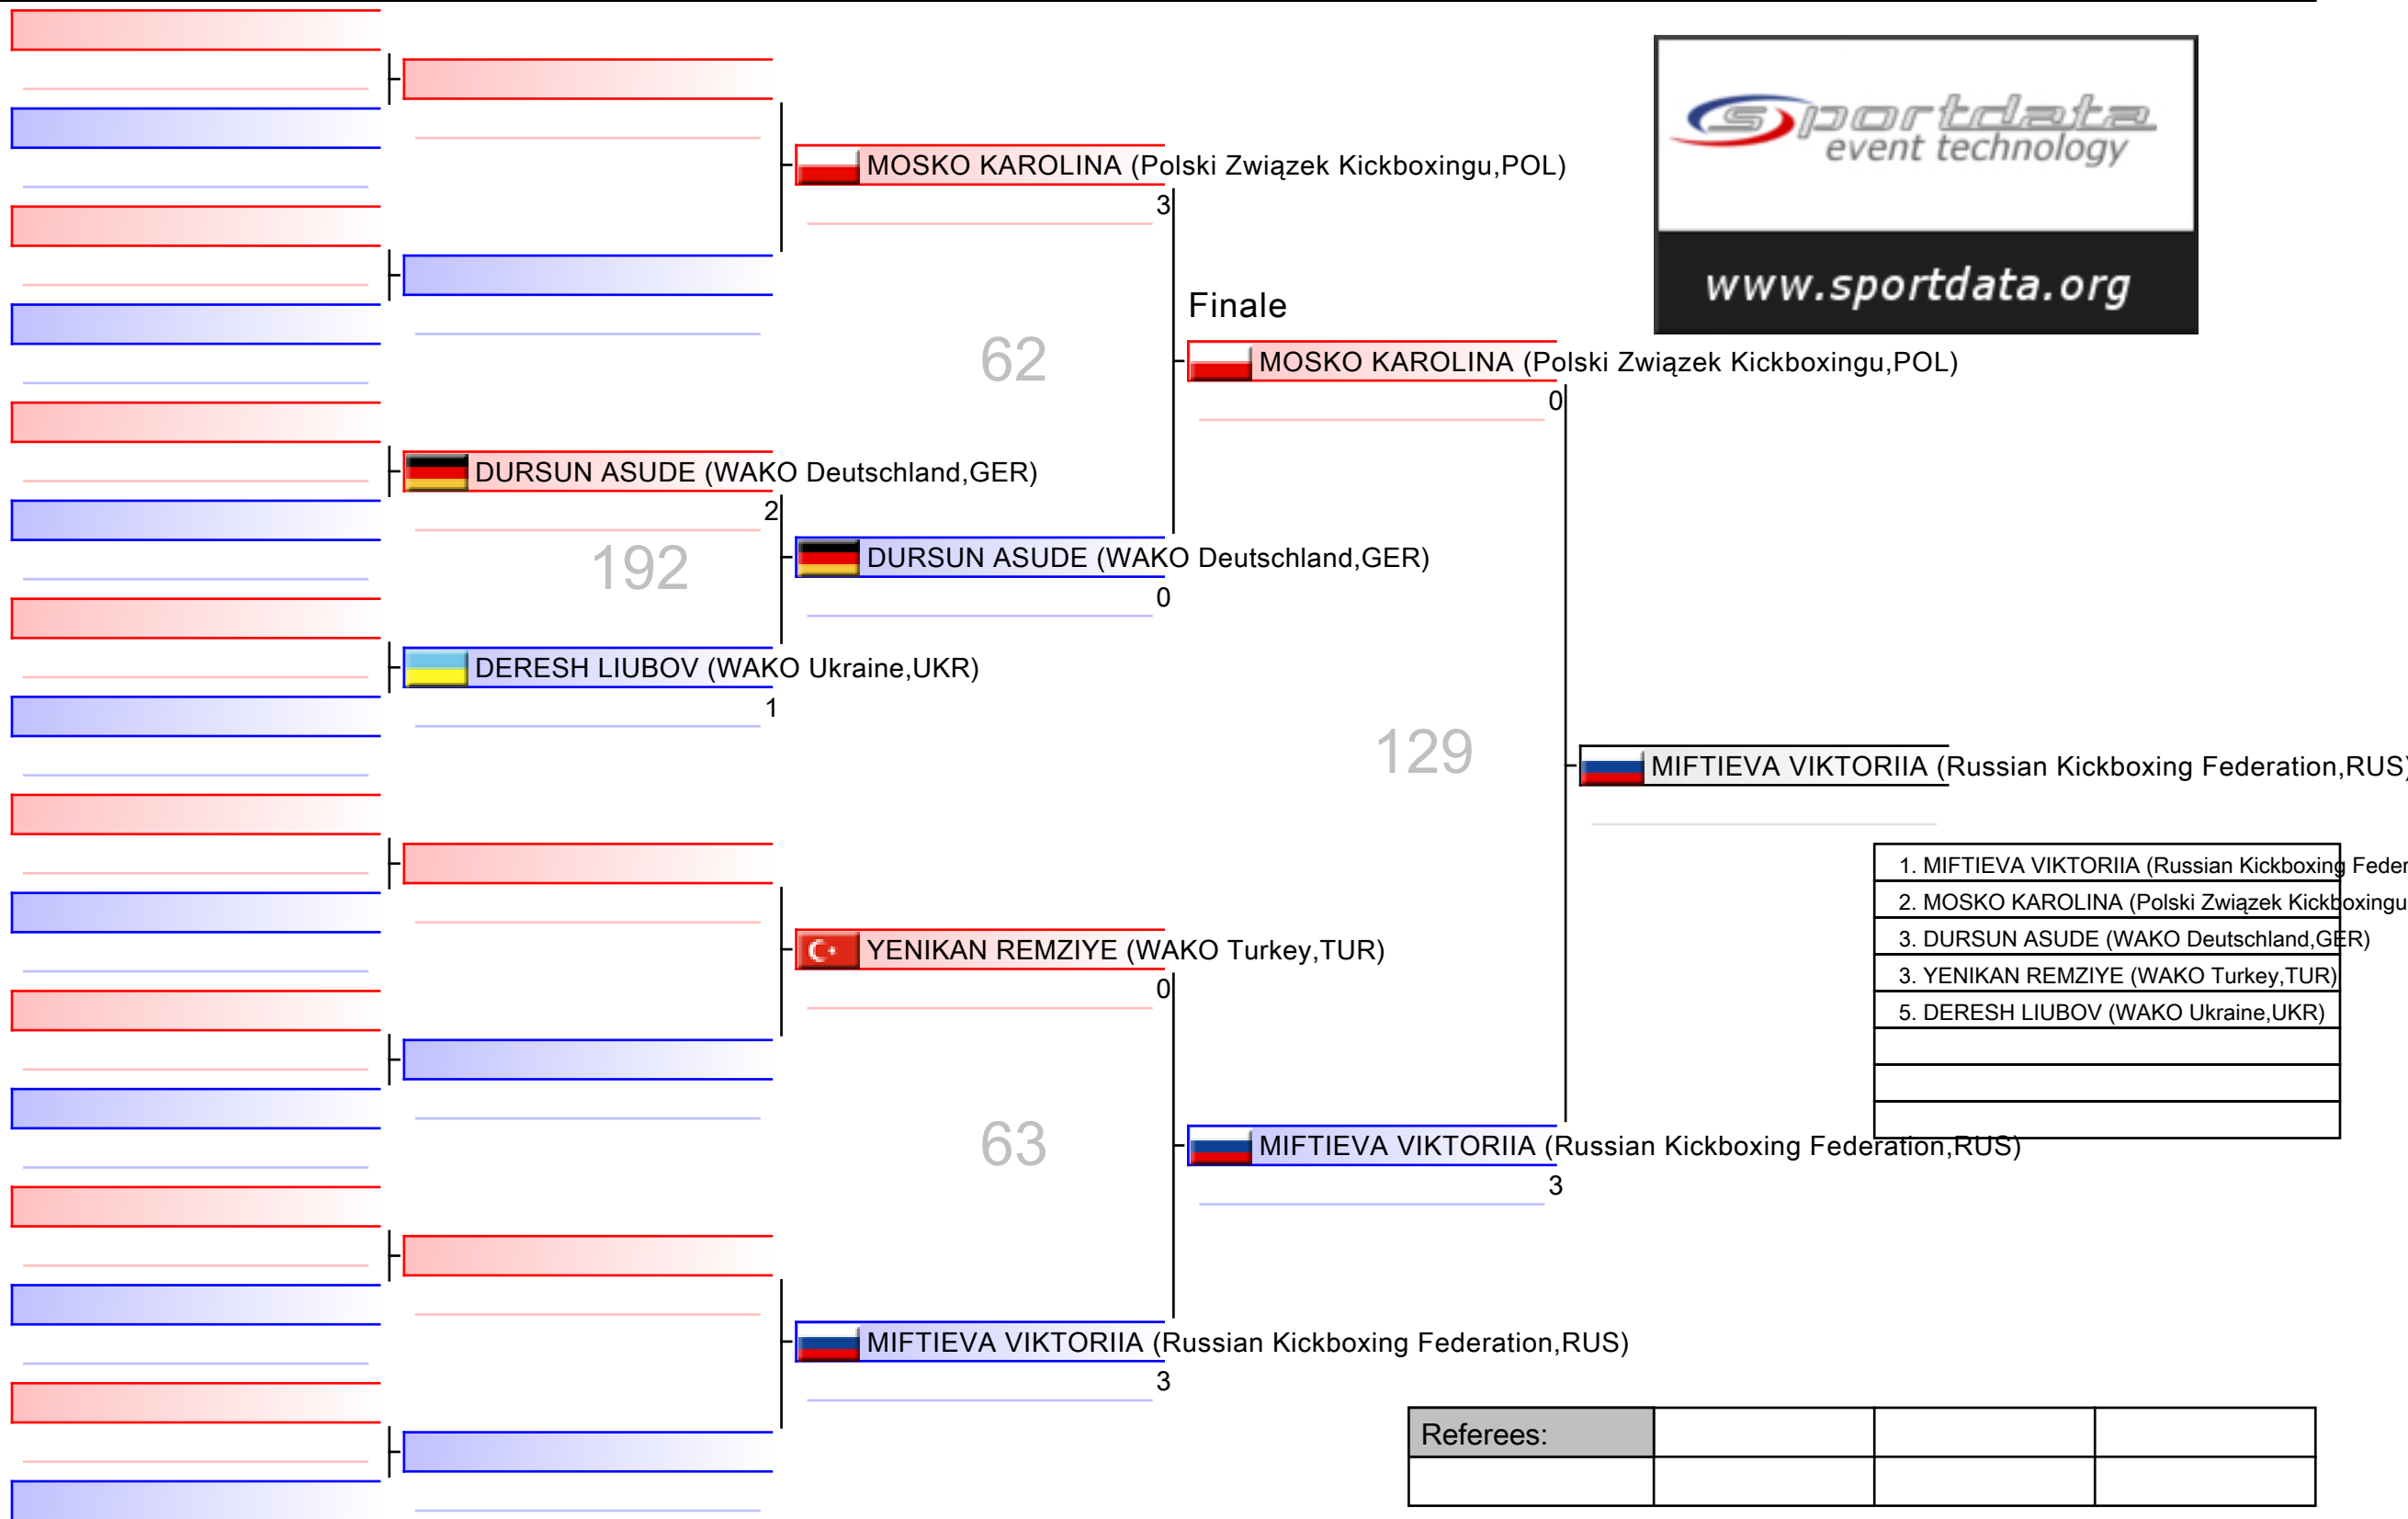 sportdata
event technology
www.sportdata.org
MOSKO KAROLINA (Polski Związek Kickboxingu,POL)
3
62
Finale
MOSKO KAROLINA (Polski Związek Kickboxingu,POL)
0
DURSUN ASUDE (WAKO Deutschland,GER)
2
192
DURSUN ASUDE (WAKO Deutschland,GER)
0
DERESH LIUBOV (WAKO Ukraine,UKR)
1
129
MIFTIEVA VIKTORIIA (Russian Kickboxing Federation,RUS)
1. MIFTIEVA VIKTORIIA (Russian Kickboxing Feder
2. MOSKO KAROLINA (Polski Związek Kickboxingu
3. DURSUN ASUDE (WAKO Deutschland,GER)
3. YENIKAN REMZIYE (WAKO Turkey,TUR)
5. DERESH LIUBOV (WAKO Ukraine,UKR)
YENIKAN REMZIYE (WAKO Turkey,TUR)
0
63
MIFTIEVA VIKTORIIA (Russian Kickboxing Federation,RUS)
3
MIFTIEVA VIKTORIIA (Russian Kickboxing Federation,RUS)
3
Referees: